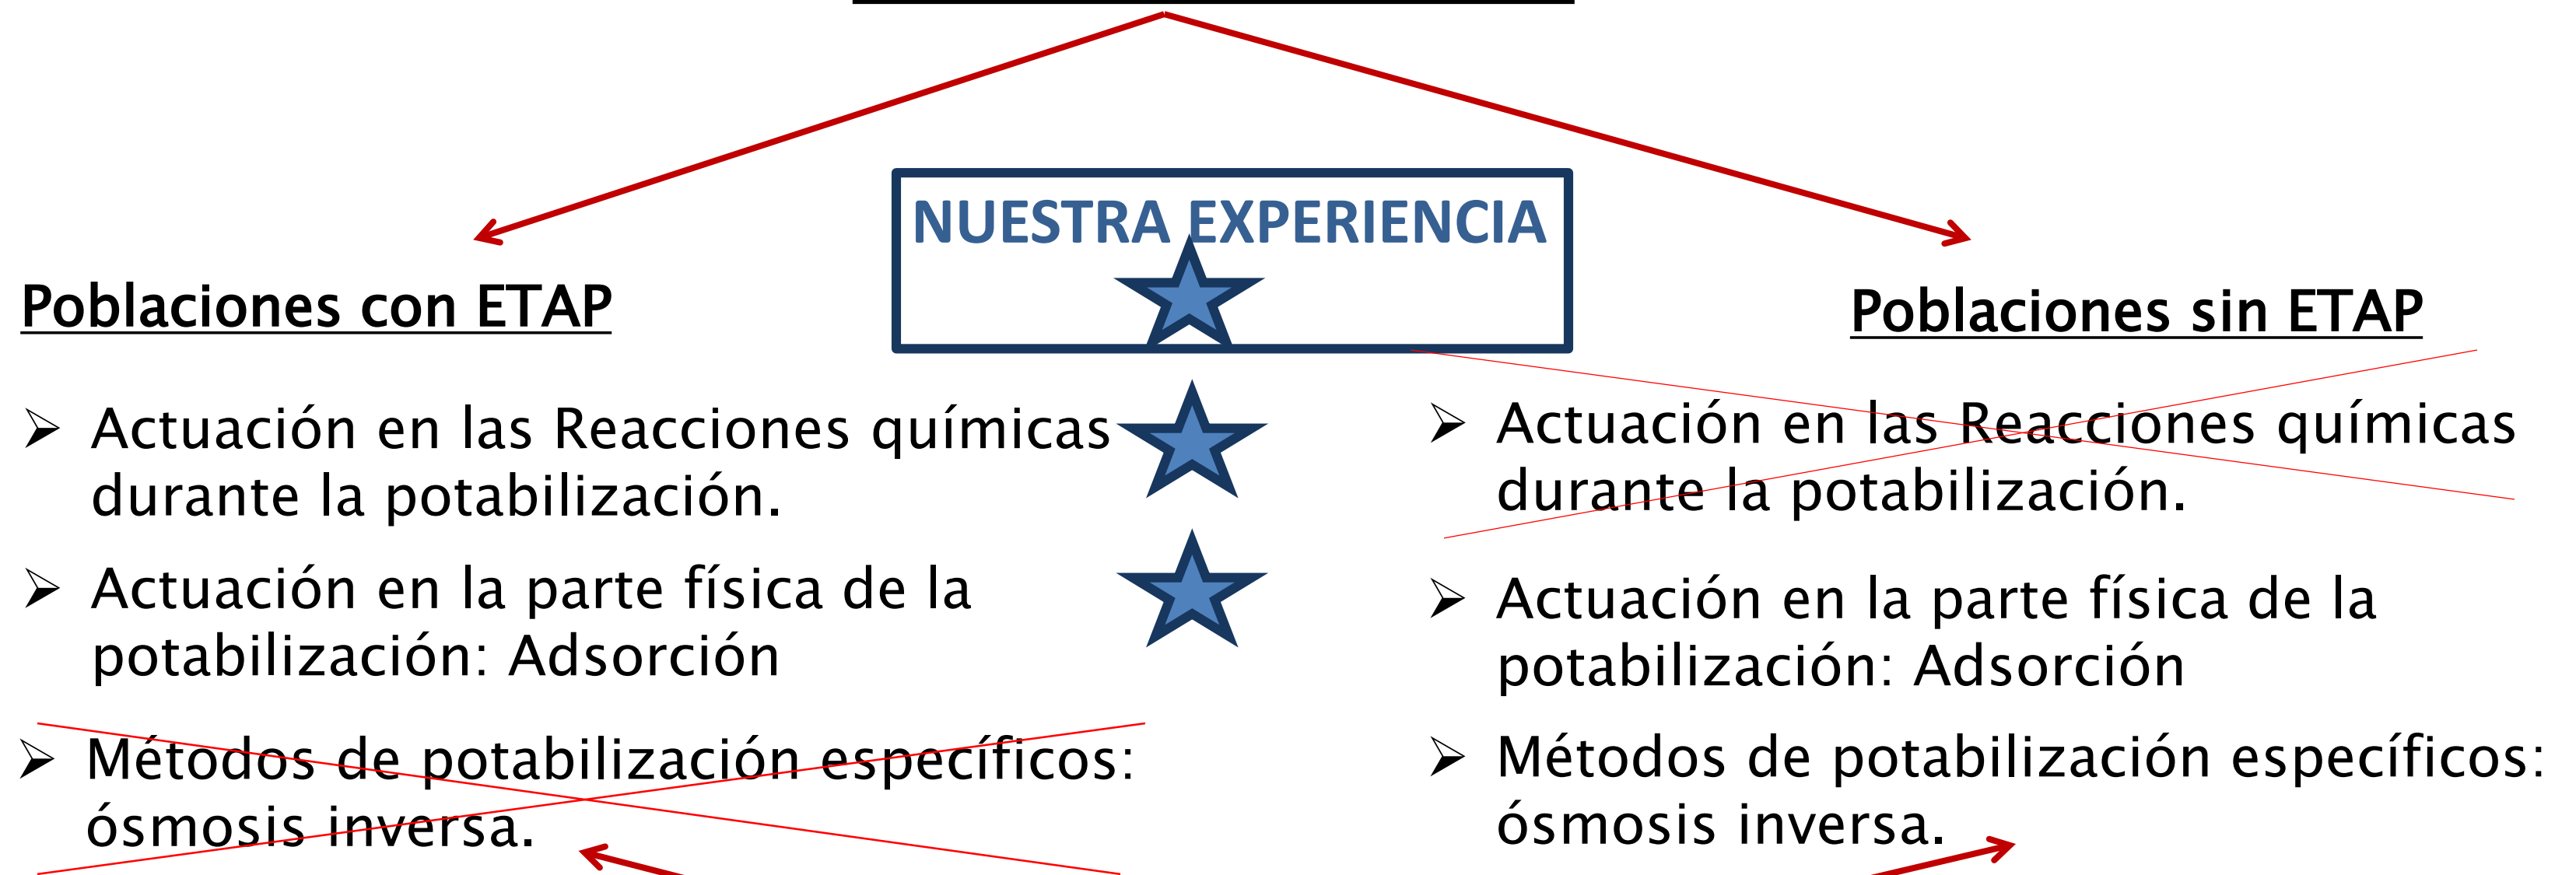 NUESTRA EXPERIENCIA
Poblaciones con ETAP
➢ Actuación en las Reacciones químicas
durante la potabilización.
➢ Actuación en la parte física de la
potabilización: Adsorción
➢ Métodos de potabilización específicos:
ósmosis inversa.
Poblaciones sin ETAP
➢ Actuación en las Reacciones químicas
durante la potabilización.
➢ Actuación en la parte física de la
potabilización: Adsorción
➢ Métodos de potabilización específicos:
ósmosis inversa.